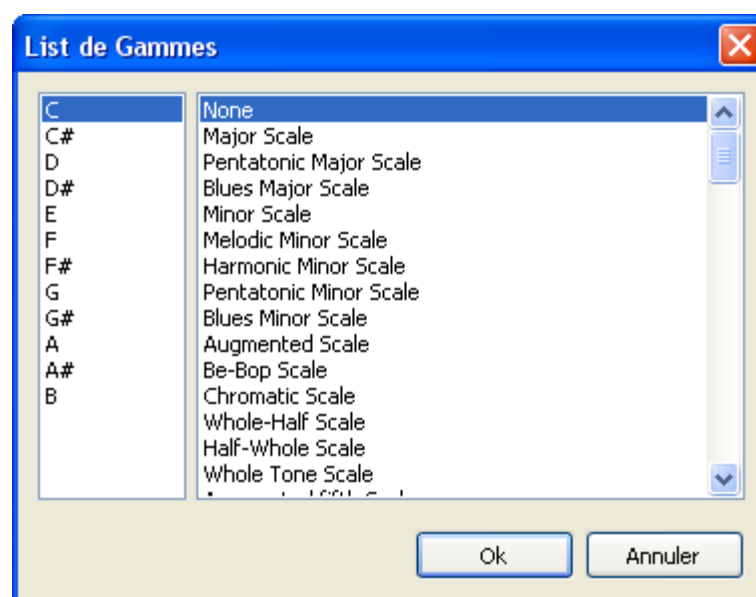 List de Gammes
C
C#
D
D#
E
F
F#
G
G#
A
A#
B
None
Major Scale
Pentatonic Major Scale
Blues Major Scale
Minor Scale
Melodic Minor Scale
Harmonic Minor Scale
Pentatonic Minor Scale
Blues Minor Scale
Augmented Scale
Be-Bop Scale
Chromatic Scale
Whole-Half Scale
Half-Whole Scale
Whole Tone Scale
Ok
Annuler